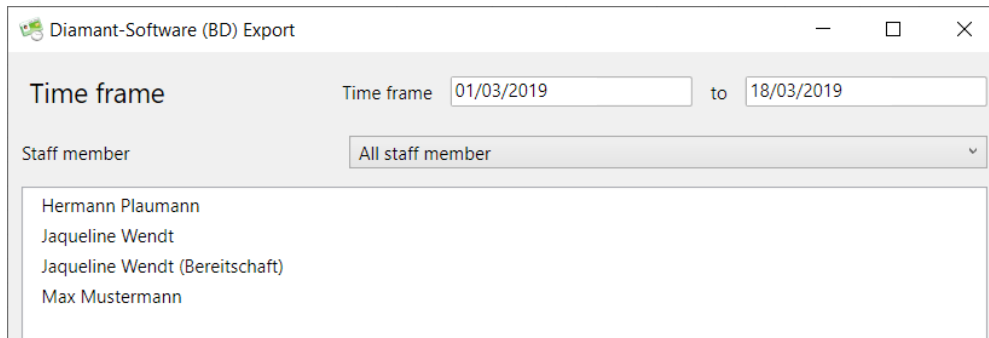 Diamant-Software (BD) Export
Time frame Time frame 01/03/2019 to 18/03/2019
Staff member All staff member
Hermann Plaumann
Jaqueline Wendt
Jaqueline Wendt (Bereitschaft)
Max Mustermann